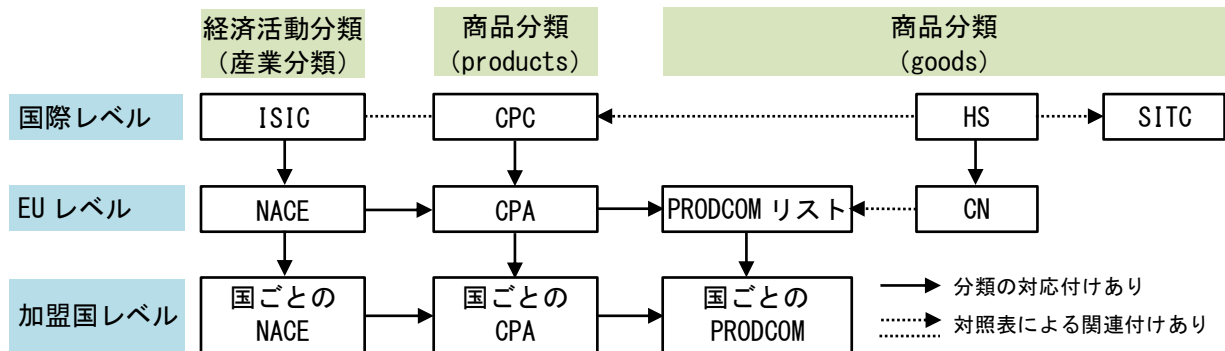 経済活動分類
（産業分類）
商品分類
（products）
商品分類
（goods）
国際レベル
ISIC
CPC
HS
SITC
EU レベル
NACE
CPA
PRODCOM リスト
CN
加盟国レベル
国ごとの
NACE
国ごとの
CPA
国ごとの
PRODCOM
分類の対応付けあり
対照表による関連付けあり